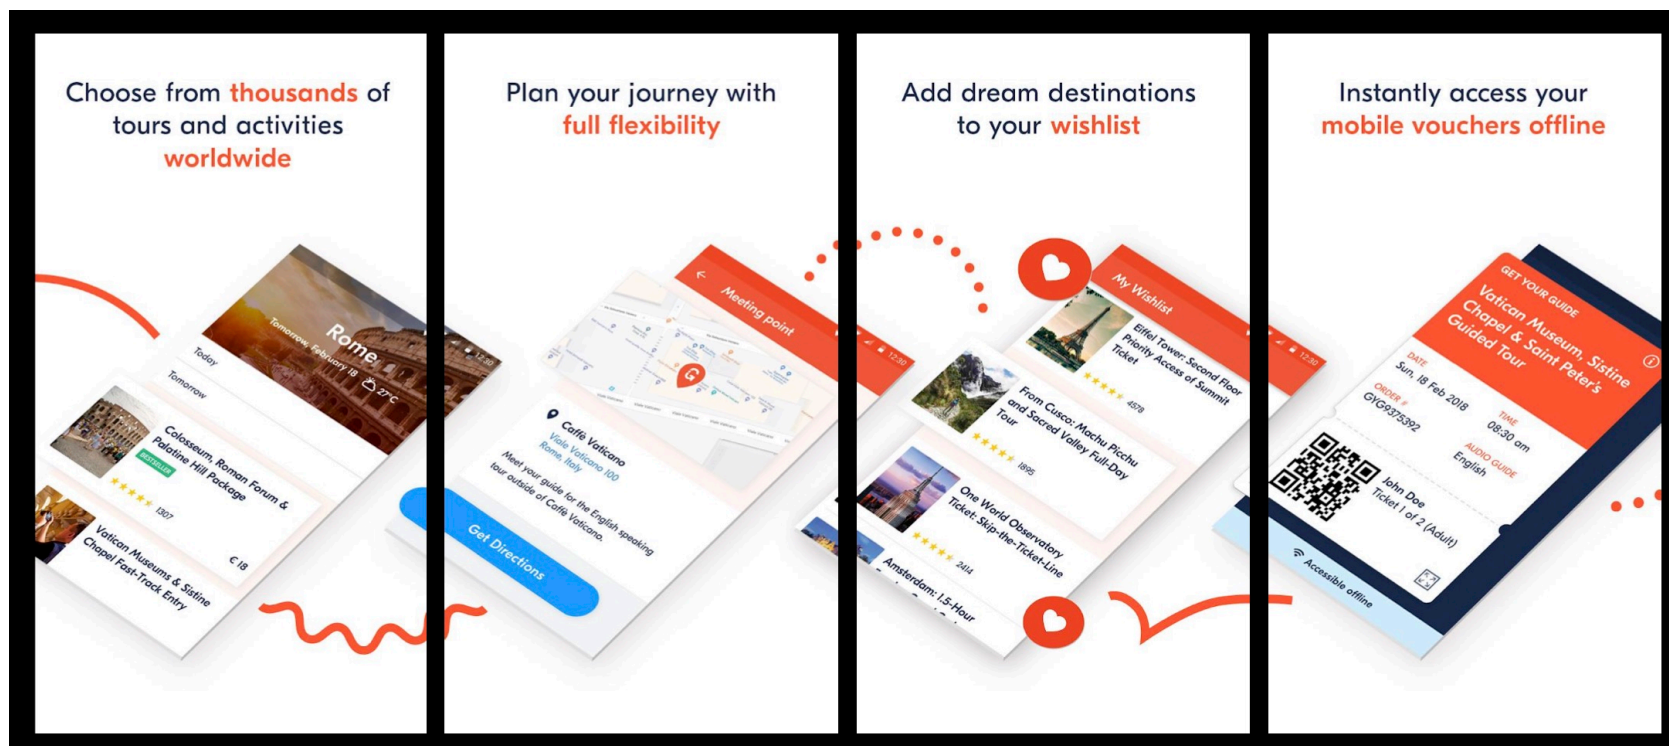 Choose from thousands of
tours and activities
worldwide
Rome
Tomorrow, February 18
27°C
12:30
Today
Tomorrow
Colosseum, Roman Forum &
Palatine Hill Package
BESTSELLER
1307
€ 18
Vatican Museums & Sistine
Chapel Fast-Track Entry
Plan your journey with
full flexibility
Meeting point
12:30
G
Caffè Vaticano
Viale Vaticano 100
Rome, Italy
Meet your guide for the English speaking
tour outside of Caffè Vaticano.
Get Directions
Add dream destinations
to your wishlist
My Wishlist
12:30
Eiffel Tower: Second Floor
Priority Access of Summit
Ticket
4578
From Cusco: Machu Picchu
and Sacred Valley Full-Day
Tour
1895
One World Observatory
Ticket: Skip-the-Ticket-Line
2414
Amsterdam: 1.5-Hour
Instantly access your
mobile vouchers offline
GET YOUR GUIDE
Vatican Museum, Sistine
Chapel & Saint Peter's
Guided Tour
DATE
Sun, 18 Feb 2018
TIME
08:30 am
ORDER #
GYG9375392
AUDIO GUIDE
English
John Doe
Ticket 1 of 2 (Adult)
Accessible offline